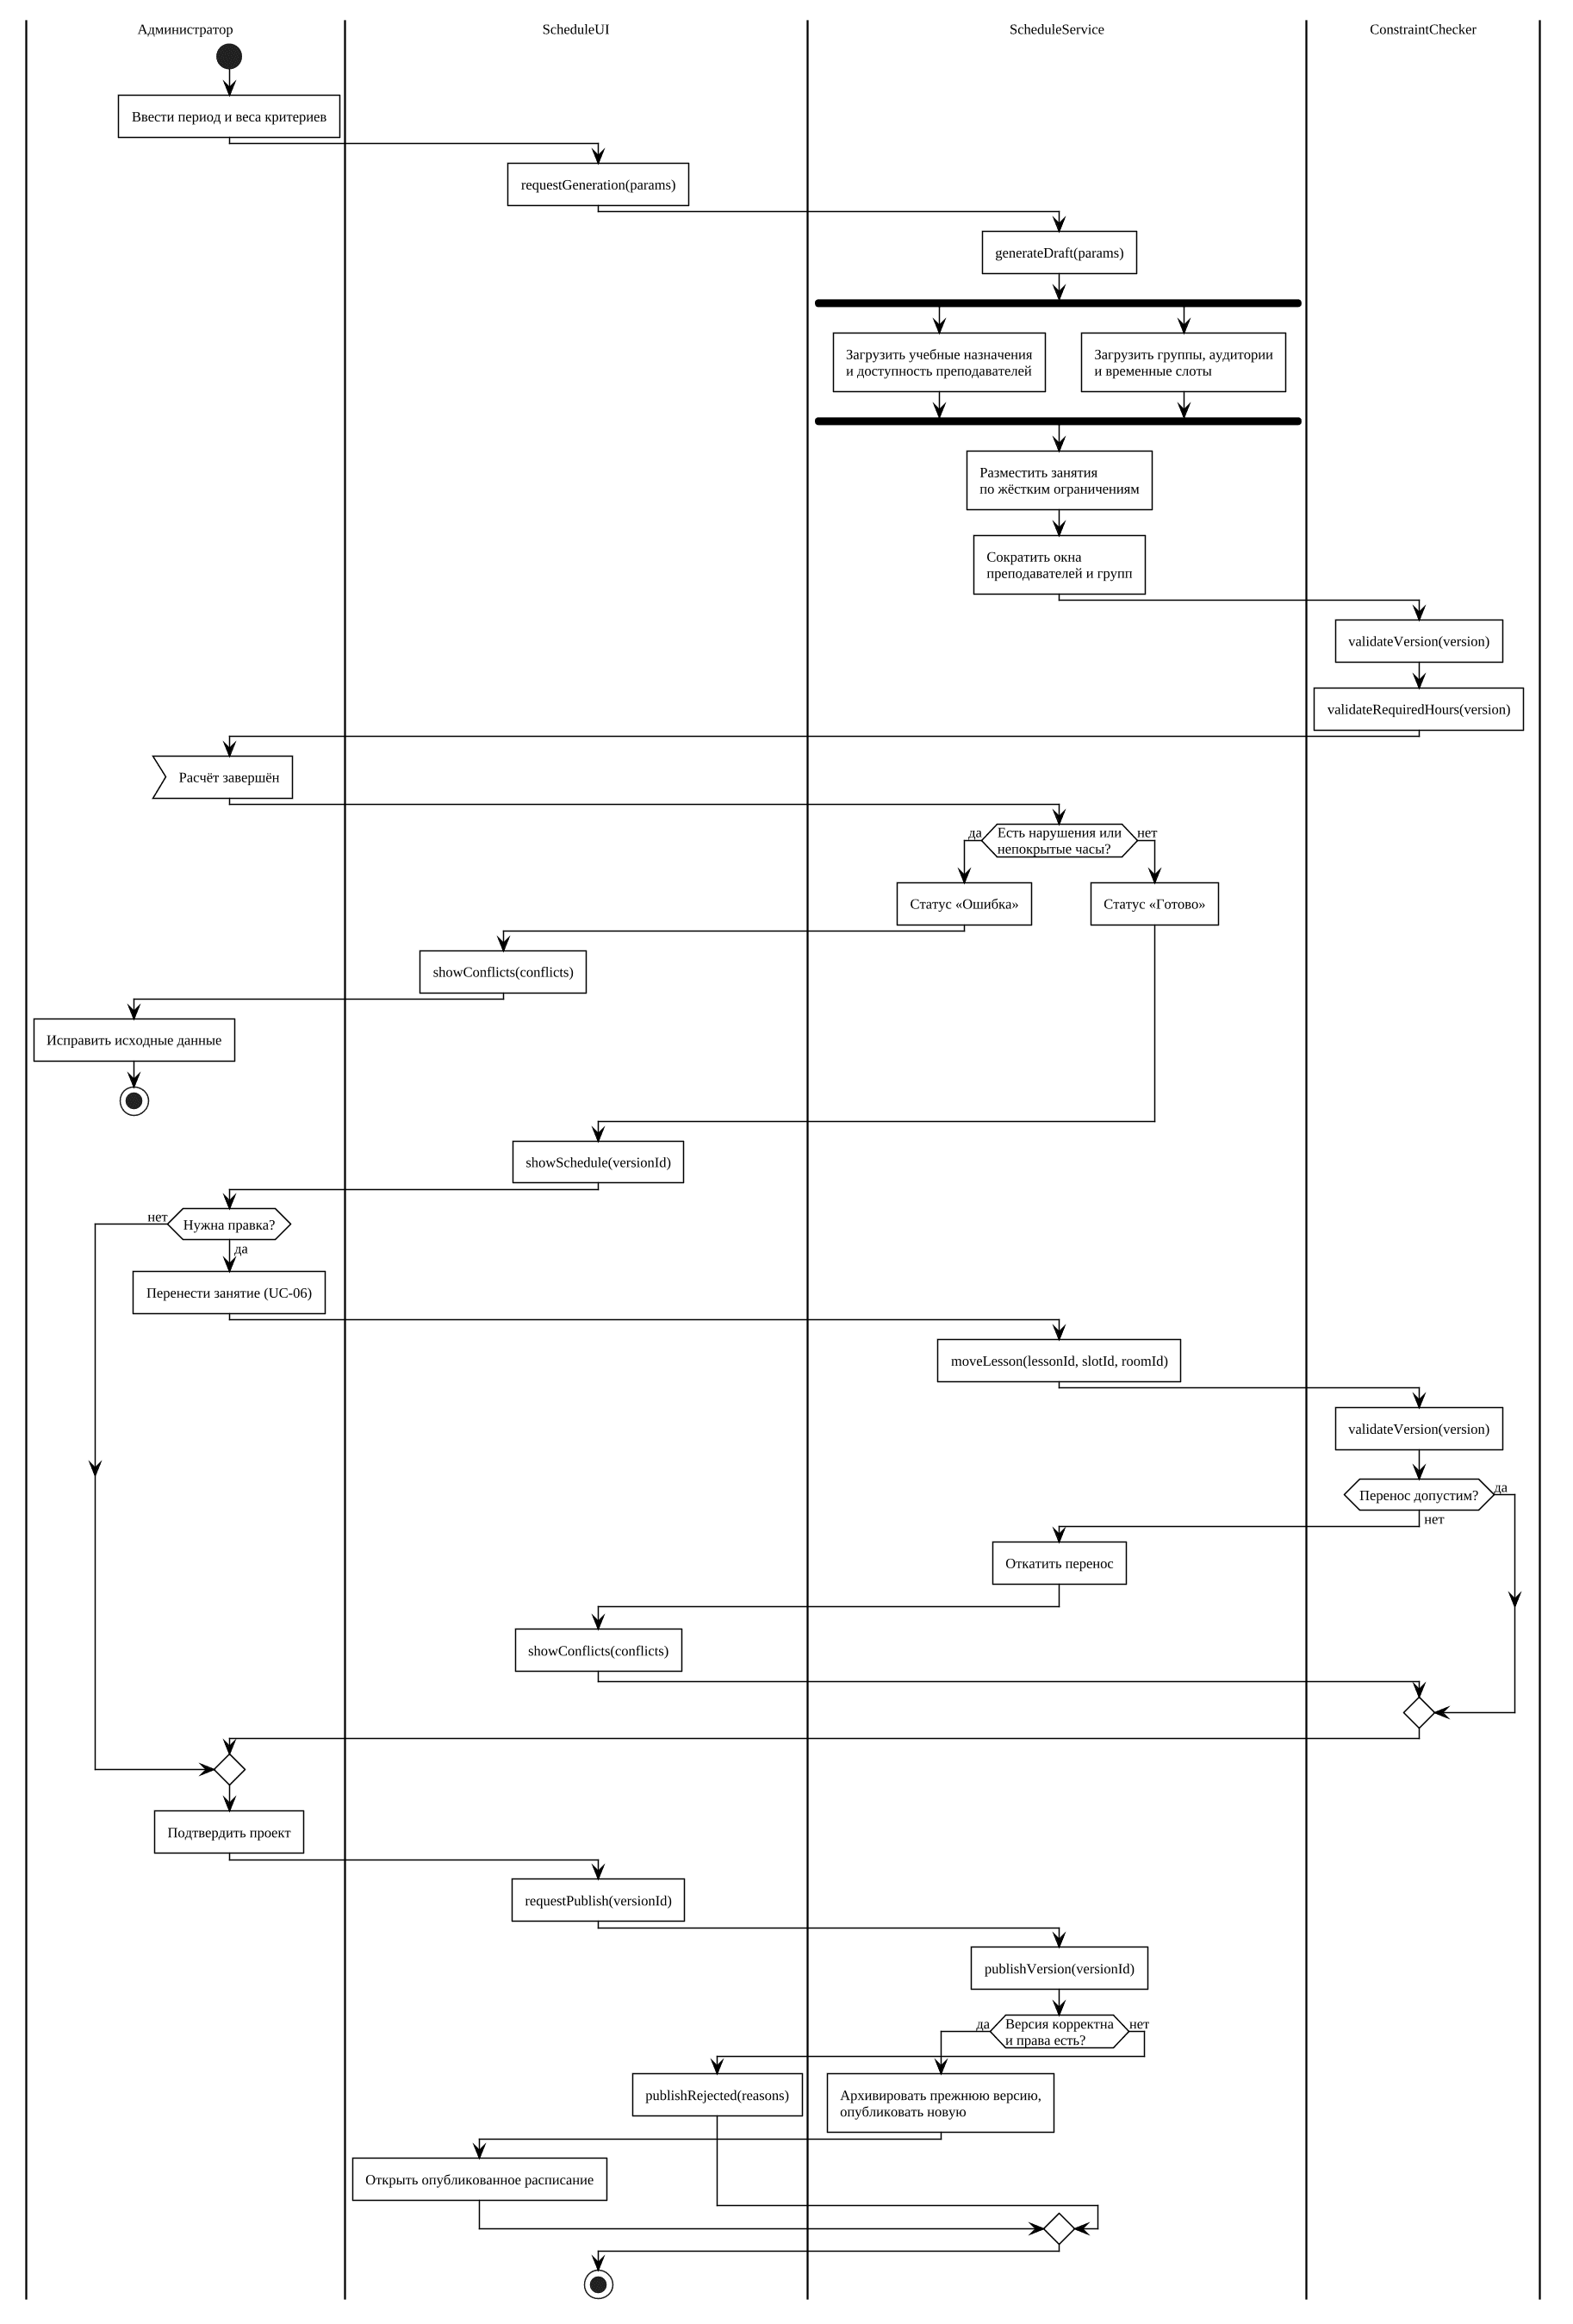 Администратор
ScheduleUI
ScheduleService
ConstraintChecker
Ввести период и веса критериев
requestGeneration(params)
generateDraft(params)
Загрузить учебные назначения
и доступность преподавателей
Загрузить группы, аудитории
и временные слоты
Разместить занятия
по жёстким ограничениям
Сократить окна
преподавателей и групп
validateVersion(version)
validateRequiredHours(version)
Расчёт завершён
да
Есть нарушения или
непокрытые часы?
нет
Статус «Ошибка»
Статус «Готово»
showConflicts(conflicts)
Исправить исходные данные
showSchedule(versionId)
нет
Нужна правка?
да
Перенести занятие (UC-06)
moveLesson(lessonId, slotId, roomId)
validateVersion(version)
Перенос допустим?
да
нет
Откатить перенос
showConflicts(conflicts)
Подтвердить проект
requestPublish(versionId)
publishVersion(versionId)
да
Версия корректна
и права есть?
нет
publishRejected(reasons)
Архивировать прежнюю версию,
опубликовать новую
Открыть опубликованное расписание